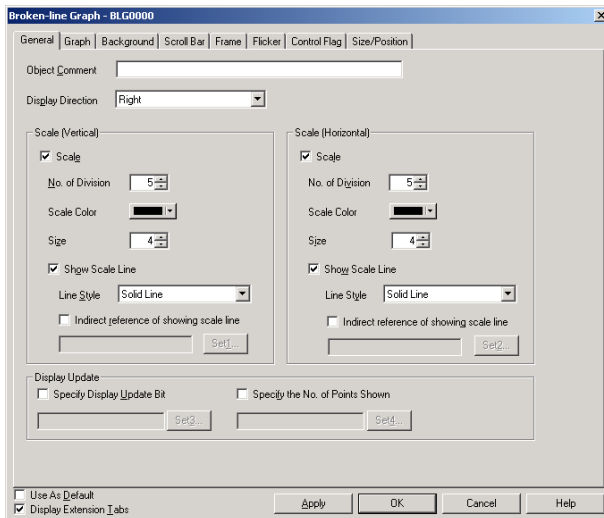 Broken-line Graph - BLG0000
General Graph Background Scroll Bar Frame Flicker Control Flag Size/Position
Object Comment
Display Direction Right
Scale (Vertical) Scale (Horizontal)
Scale Scale
No. of Division 5 No. of Division 5
Scale Color Scale Color
Size 4 Size 4
Show Scale Line Show Scale Line
Line Style Solid Line Line Style Solid Line
Indirect reference of showing scale line Indirect reference of showing scale line
Set1... Set2...
Display Update
Specify Display Update Bit Specify the No. of Points Shown
Set3... Set4...
Use As Default
Display Extension Tabs Apply OK Cancel Help